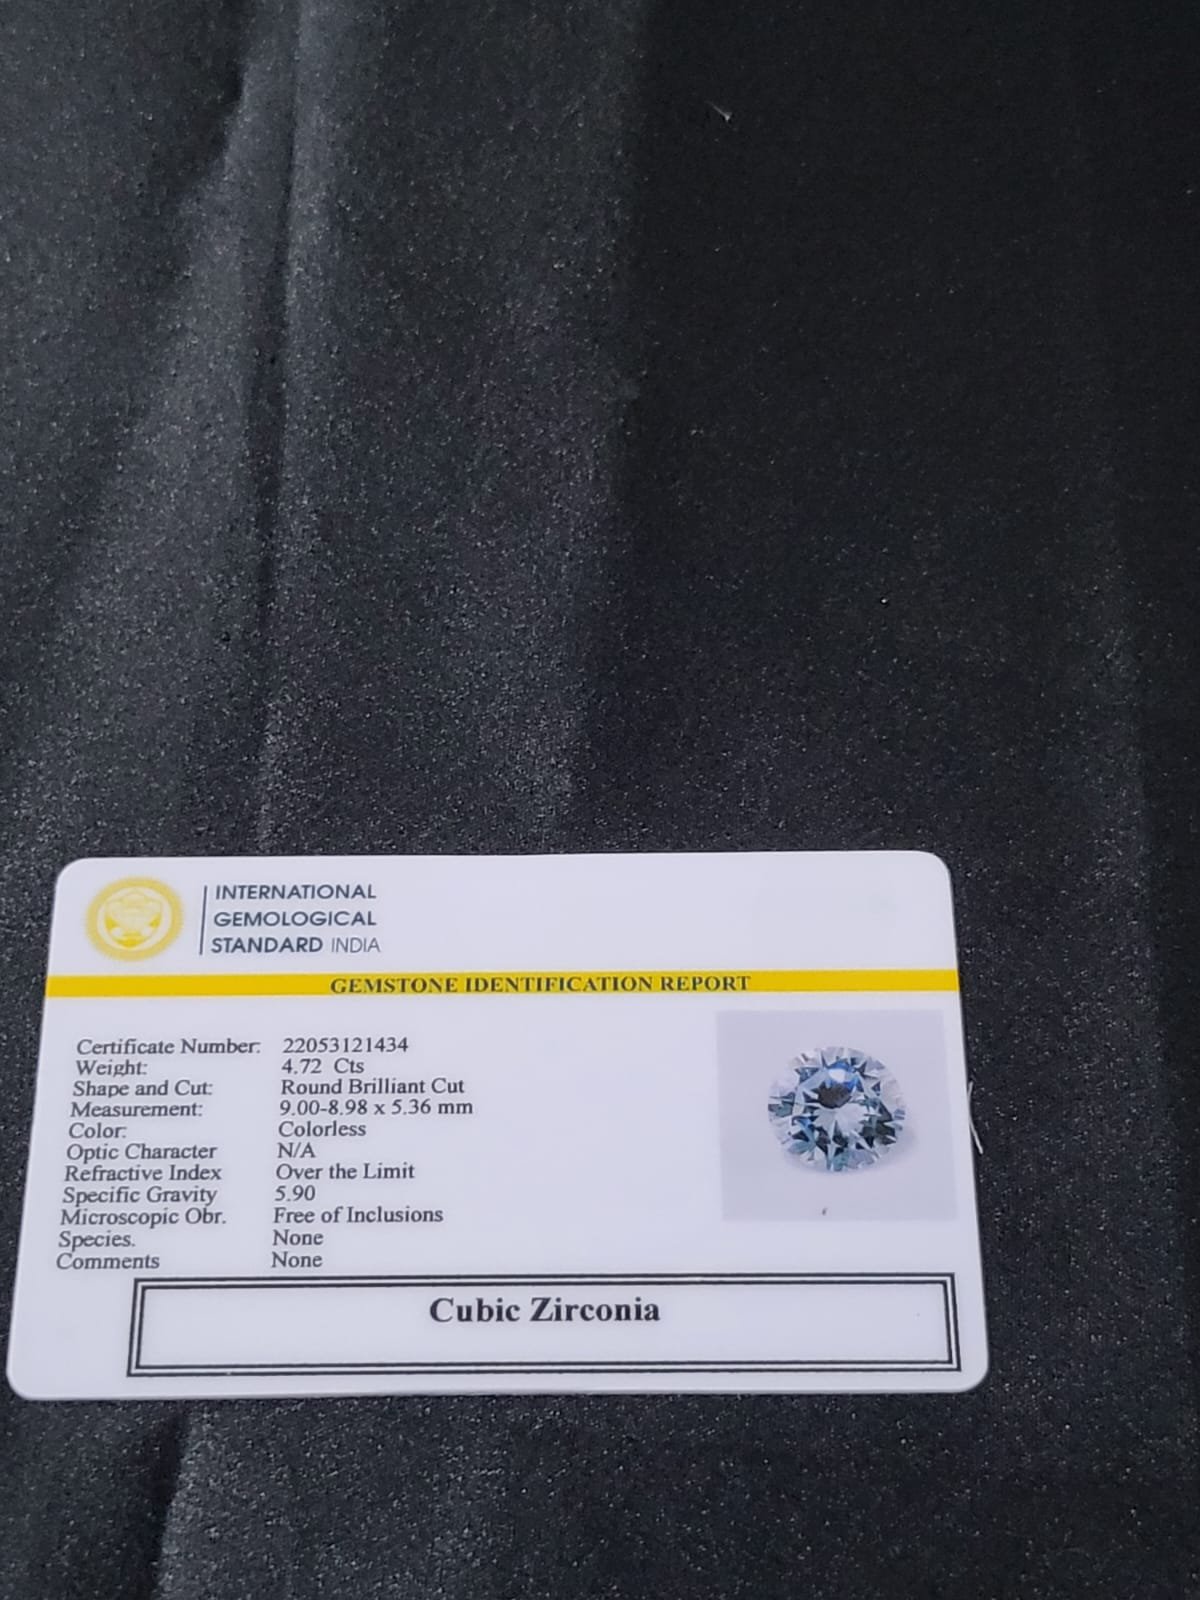 INTERNATIONAL
GEMOLOGICAL
STANDARD INDIA
GEMSTONE IDENTIFICATION REPORT
Certificate Number: 22053121434
Weight: 4.72 Cts
Shape and Cut: Round Brilliant Cut
Measurement: 9.00-8.98 x 5.36 mm
Color: Colorless
Optic Character N/A
Refractive Index Over the Limit
Specific Gravity 5.90
Microscopic Obr. Free of Inclusions
Species. None
Comments None
Cubic Zirconia